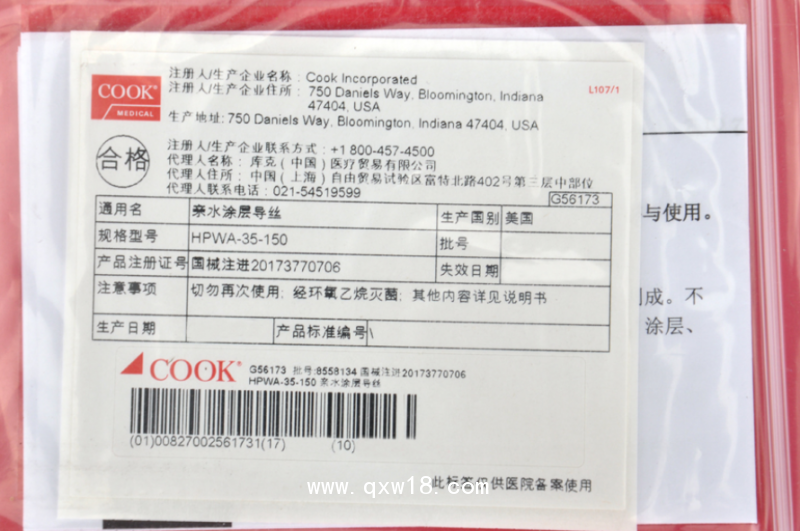 COOK®
MEDICAL
注册人/生产企业名称: Cook Incorporated
注册人/生产企业住所: 750 Daniels Way, Bloomington, Indiana
47404, USA
L107/1
生产地址: 750 Daniels Way, Bloomington, Indiana 47404, USA
合格
注册人/生产企业联系方式: +1 800-457-4500
代理人名称: 库克(中国)医疗贸易有限公司
代理人住所: 中国(上海)自由贸易试验区富特北路402号第三层中部位
代理人联系电话: 021-54519599
G56173
通用名 亲水涂层导丝 生产国别 美国
规格型号 HPWA-35-150 批号
产品注册证号 国械注进20173770706 失效日期
注意事项 切勿再次使用; 经环氧乙烷灭菌; 其他内容详见说明书
生产日期 产品标准编号 \
COOK®
G56173 批号:8558134 国械注进20173770706
HPWA-35-150 亲水涂层导丝
(01)00827002561731(17) (10)
此标签仅供医院备案使用
www.qxw18.com
与使用。
成。不
涂层、